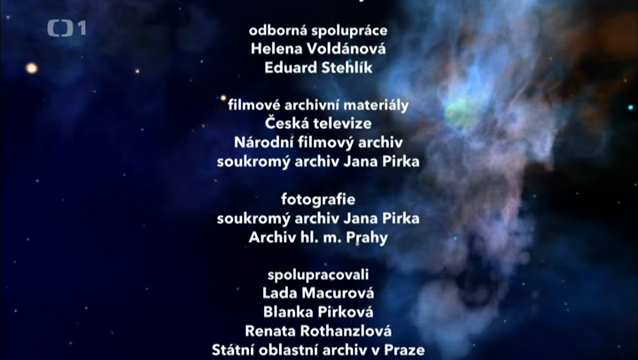 1
odborná spolupráce
Helena Voldánová
Eduard Stehlík
filmové archivní materiály
Česká televize
Národní filmový archiv
soukromý archiv Jana Pirka
fotografie
soukromý archiv Jana Pirka
Archiv hl. m. Prahy
spolupracovali
Lada Macurová
Blanka Pirková
Renata Rothanzlová
Státní oblastní archiv v Praze